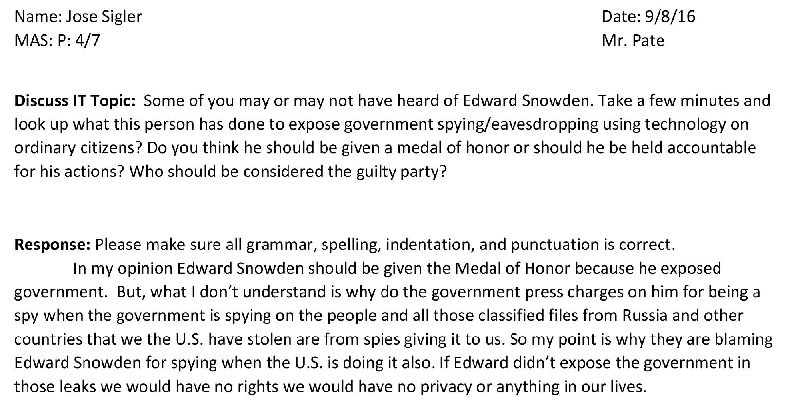 Name: Jose Sigler Date: 9/8/16
MAS: P: 4/7 Mr. Pate
Discuss IT Topic: Some of you may or may not have heard of Edward Snowden. Take a few minutes and
look up what this person has done to expose government spying/eavesdropping using technology on
ordinary citizens? Do you think he should be given a medal of honor or should he be held accountable
for his actions? Who should be considered the guilty party?
Response: Please make sure all grammar, spelling, indentation, and punctuation is correct.
In my opinion Edward Snowden should be given the Medal of Honor because he exposed
government. But, what I don't understand is why do the government press charges on him for being a
spy when the government is spying on the people and all those classified files from Russia and other
countries that we the U.S. have stolen are from spies giving it to us. So my point is why they are blaming
Edward Snowden for spying when the U.S. is doing it also. If Edward didn't expose the government in
those leaks we would have no rights we would have no privacy or anything in our lives.